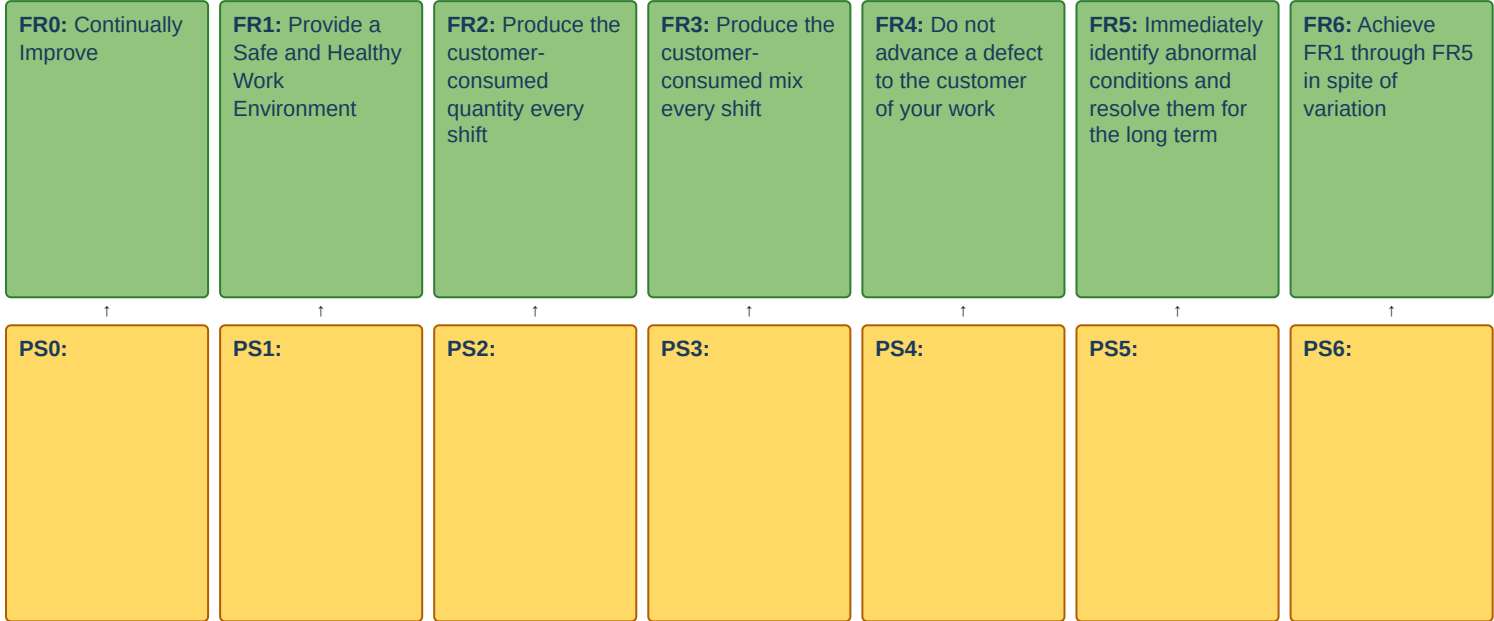 FR0: Continually
Improve
FR1: Provide a
Safe and Healthy
Work
Environment
FR2: Produce the
customer-
consumed
quantity every
shift
FR3: Produce the
customer-
consumed mix
every shift
FR4: Do not
advance a defect
to the customer
of your work
FR5: Immediately
identify abnormal
conditions and
resolve them for
the long term
FR6: Achieve
FR1 through FR5
in spite of
variation
↑ ↑ ↑ ↑ ↑ ↑ ↑
PS0:
PS1:
PS2:
PS3:
PS4:
PS5:
PS6: